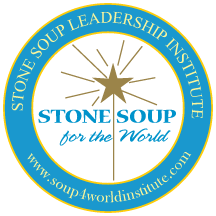 STONE SOUP LEADERSHIP INSTITUTE
STONE SOUP
for the World
www.soup4worldinstitute.com